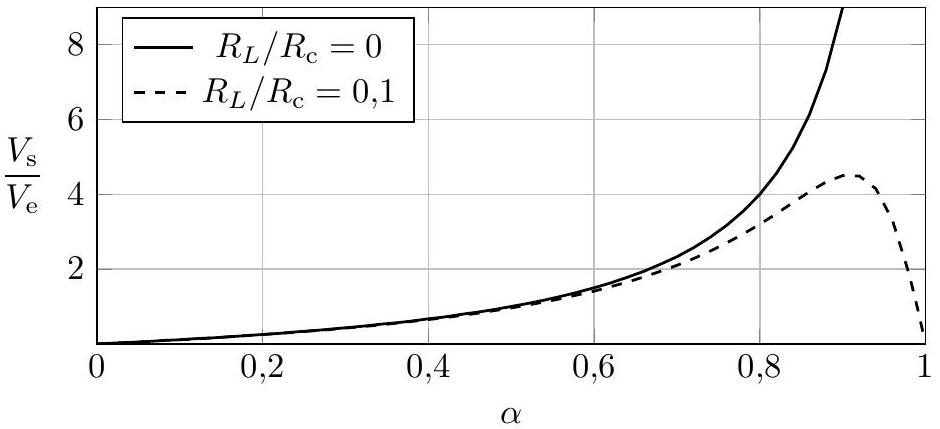 R_L/R_c = 0
R_L/R_c = 0,1
8
6
4
2
V_s
V_e
0 0,2 0,4 0,6 0,8 1
α